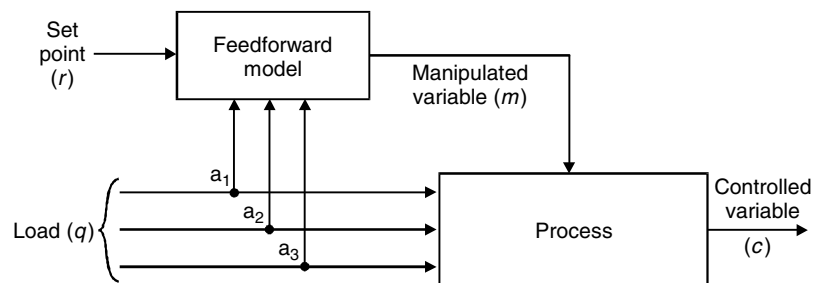 Set
point
(r)
Feedforward
model
Manipulated
variable (m)
a1
a2
a3
Load (q)
Process
Controlled
variable
(c)